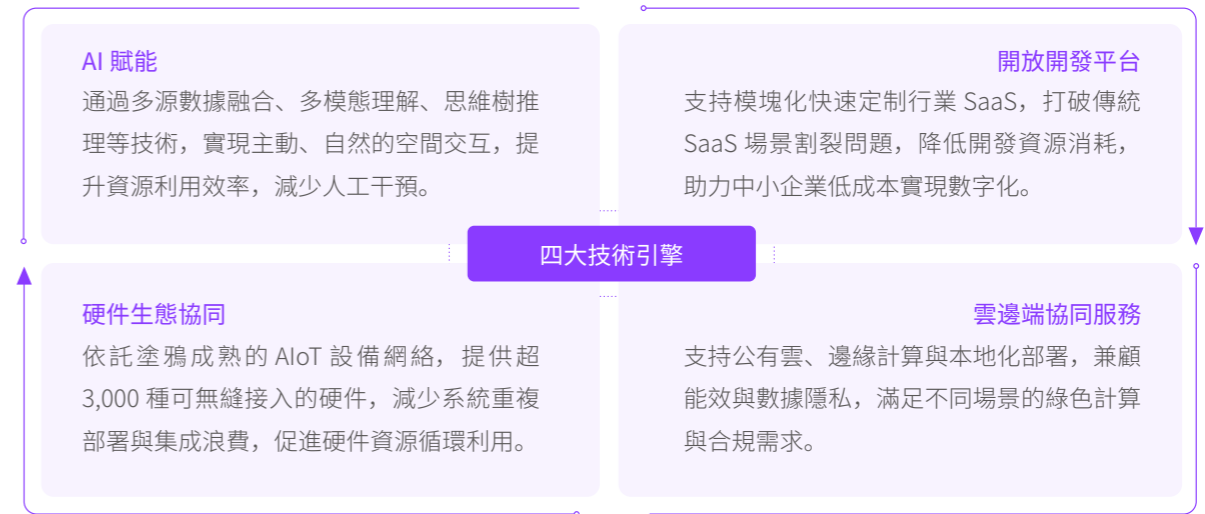 AI 賦能
通過多源數據融合、多模態理解、思維樹推
理等技術，實現主動、自然的空間交互，提
升資源利用效率，減少人工干預。
開放開發平台
支持模塊化快速定制行業 SaaS，打破傳統
SaaS 場景割裂問題，降低開發資源消耗，
助力中小企業低成本實現數字化。
四大技術引擎
硬件生態協同
依託塗鴉成熟的 AIoT 設備網絡，提供超
3,000 種可無縫接入的硬件，減少系統重複
部署與集成浪費，促進硬件資源循環利用。
雲邊端協同服務
支持公有雲、邊緣計算與本地化部署，兼顧
能效與數據隱私，滿足不同場景的綠色計算
與合規需求。